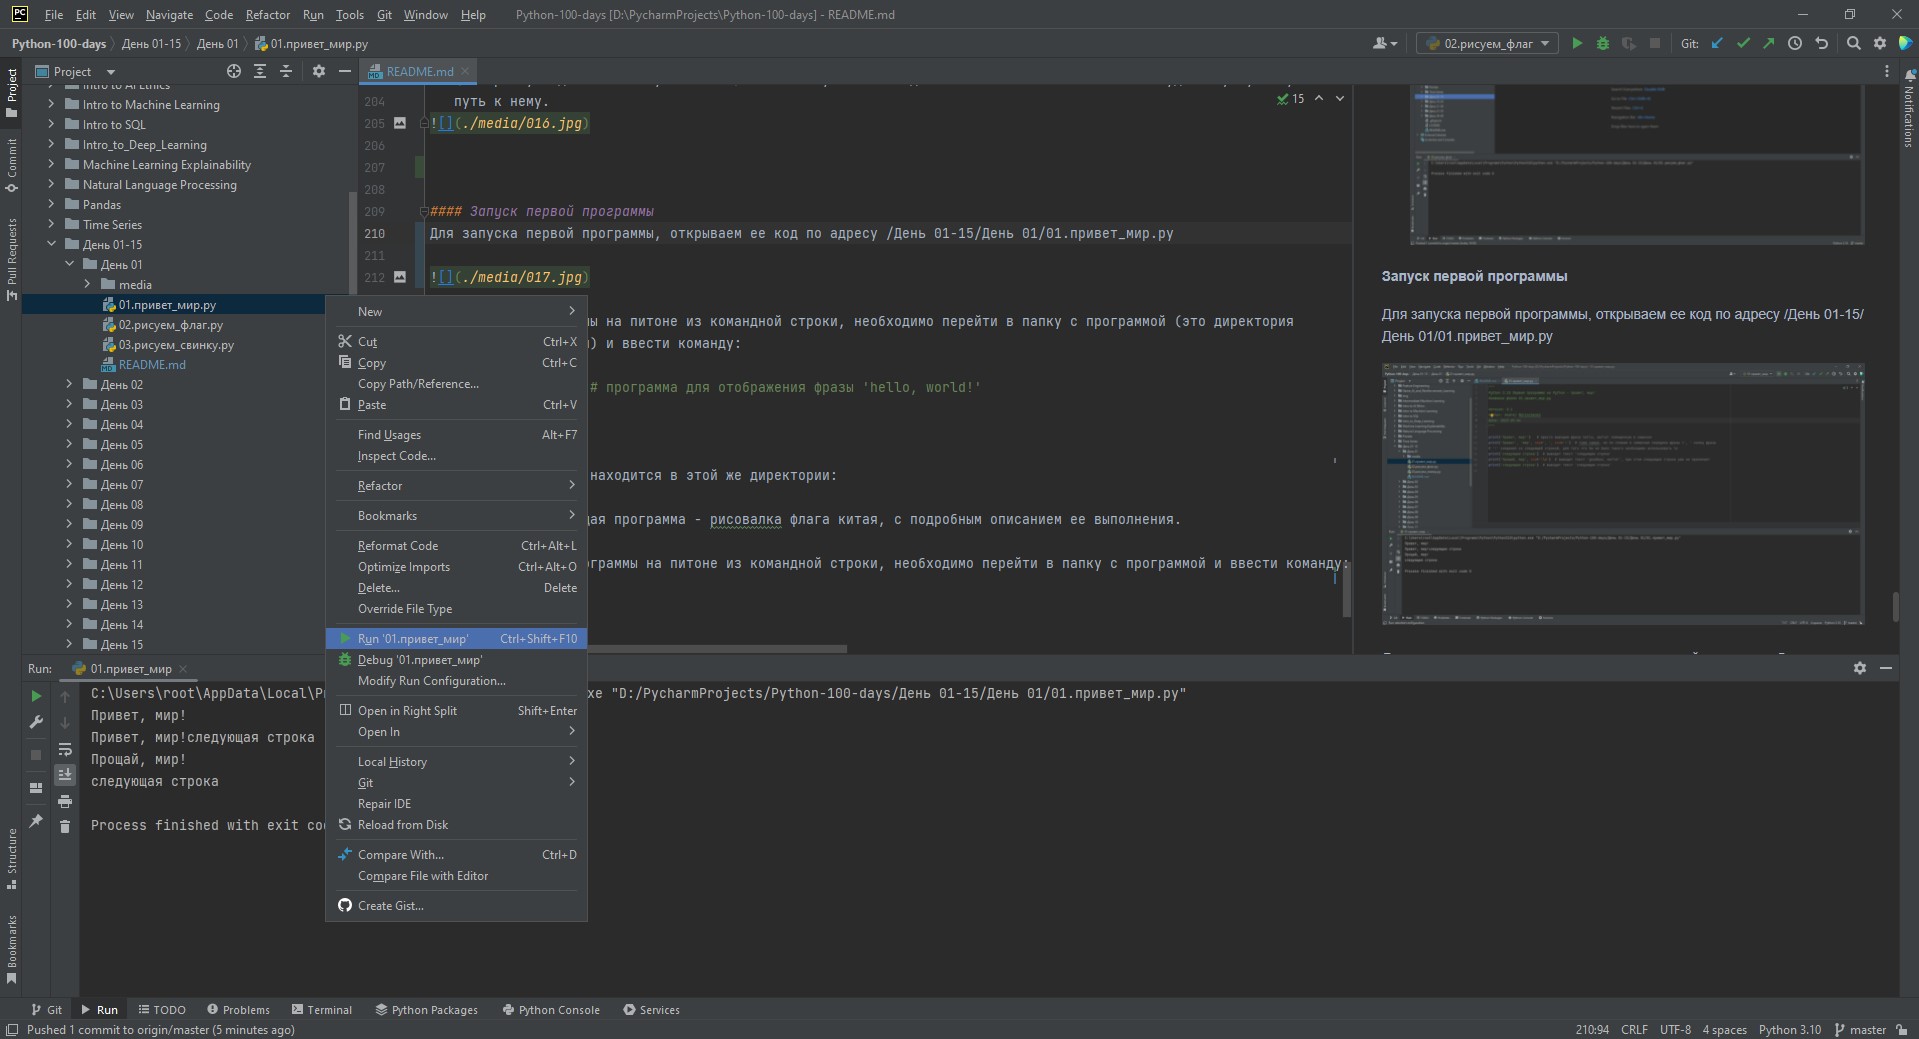 File Edit View Navigate Code Refactor Run Tools Git Window Help Python-100-days [D:\PycharmProjects\Python-100-days] - README.md
Python-100-days День 01-15 День 01 01.привет_мир.py 02.рисуем_флаг Git:
Project
README.md
Intro to AI Ethics
Intro to Machine Learning
Intro to SQL
Intro_to_Deep_Learning
Machine Learning Explainability
Natural Language Processing
Pandas
Time Series
День 01-15
День 01
media
01.привет_мир.py
02.рисуем_флаг.py
03.рисуем_свинку.py
README.md
День 02
День 03
День 04
День 05
День 06
День 07
День 08
День 09
День 10
День 11
День 12
День 13
День 14
День 15
204 путь к нему.
15
205 ![](./media/016.jpg)
206
207
208
209 #### Запуск первой программы
210 Для запуска первой программы, открываем ее код по адресу /День 01-15/День 01/01.привет_мир.py
211
212 ![](./media/017.jpg)
мы на питоне из командной строки, необходимо перейти в папку с программой (это директория
) и ввести команду:
# программа для отображения фразы 'hello, world!'
находится в этой же директории:
программа - рисовалка флага китая, с подробным описанием ее выполнения.
граммы на питоне из командной строки, необходимо перейти в папку с программой и ввести команду:
Запуск первой программы
Для запуска первой программы, открываем ее код по адресу /День 01-15/
День 01/01.привет_мир.py
New
Cut Ctrl+X
Copy Ctrl+C
Copy Path/Reference...
Paste Ctrl+V
Find Usages Alt+F7
Inspect Code...
Refactor
Bookmarks
Reformat Code Ctrl+Alt+L
Optimize Imports Ctrl+Alt+O
Delete... Delete
Override File Type
Run '01.привет_мир' Ctrl+Shift+F10
Debug '01.привет_мир'
Modify Run Configuration...
Open in Right Split Shift+Enter
Open In
Local History
Git
Repair IDE
Reload from Disk
Compare With... Ctrl+D
Compare File with Editor
Create Gist...
Run: 01.привет_мир
C:\Users\root\AppData\Local\P xe "D:/PycharmProjects/Python-100-days/День 01-15/День 01/01.привет_мир.py"
Привет, мир!
Привет, мир!следующая строка
Прощай, мир!
следующая строка
Process finished with exit co
Project
Commit
Pull Requests
Structure
Bookmarks
Notifications
Git Run TODO Problems Terminal Python Packages Python Console Services
Pushed 1 commit to origin/master (5 minutes ago) 210:94 CRLF UTF-8 4 spaces Python 3.10 master